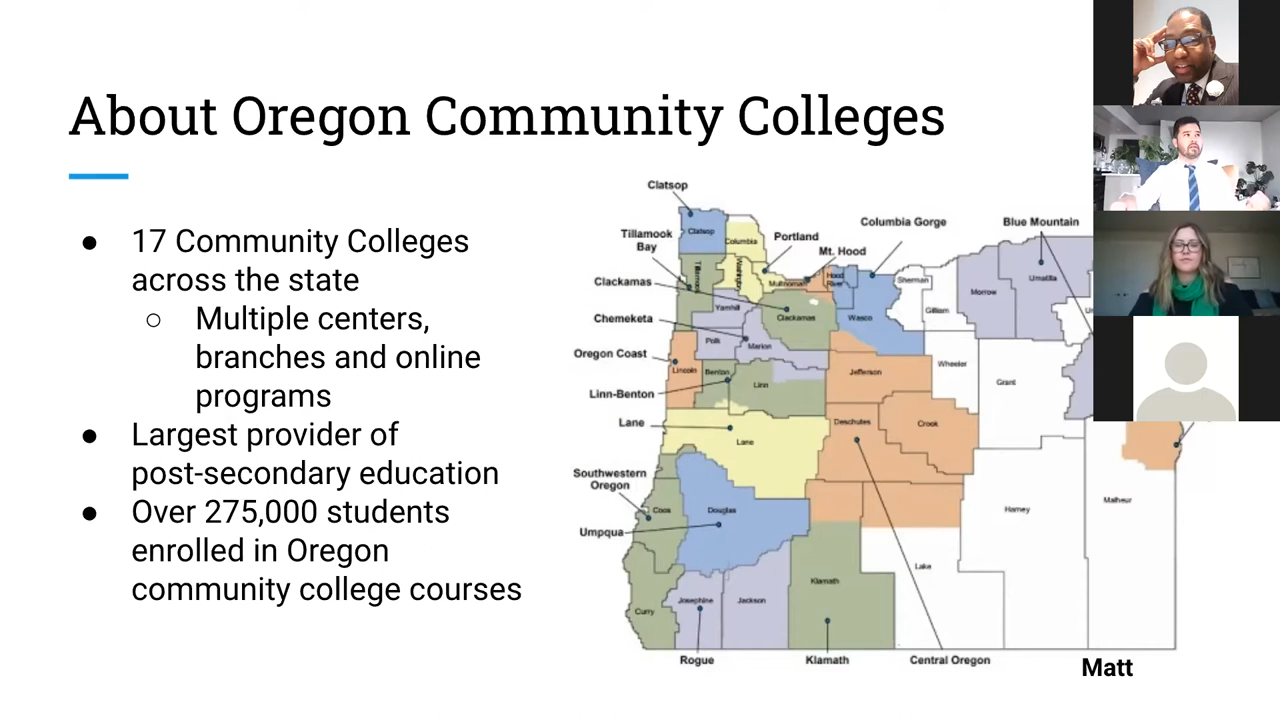 About Oregon Community Colleges
● 17 Community Colleges
across the state
○ Multiple centers,
branches and online
programs
● Largest provider of
post-secondary education
● Over 275,000 students
enrolled in Oregon
community college courses
Clatsop
Tillamook
Bay
Portland
Columbia Gorge
Blue Mountain
Mt. Hood
Clackamas
Chemeketa
Oregon Coast
Linn-Benton
Lane
Southwestern
Oregon
Umpqua
Rogue
Klamath
Central Oregon
Clatsop
Columbia
Multnomah
Hood
River
Sherman
Gilliam
Morrow
Umatilla
Yamhill
Clackamas
Wasco
Polk
Marion
Lincoln
Benton
Linn
Jefferson
Wheeler
Grant
Lane
Deschutes
Crook
Coos
Douglas
Harney
Malheur
Lake
Klamath
Curry
Josephine
Jackson
Matt